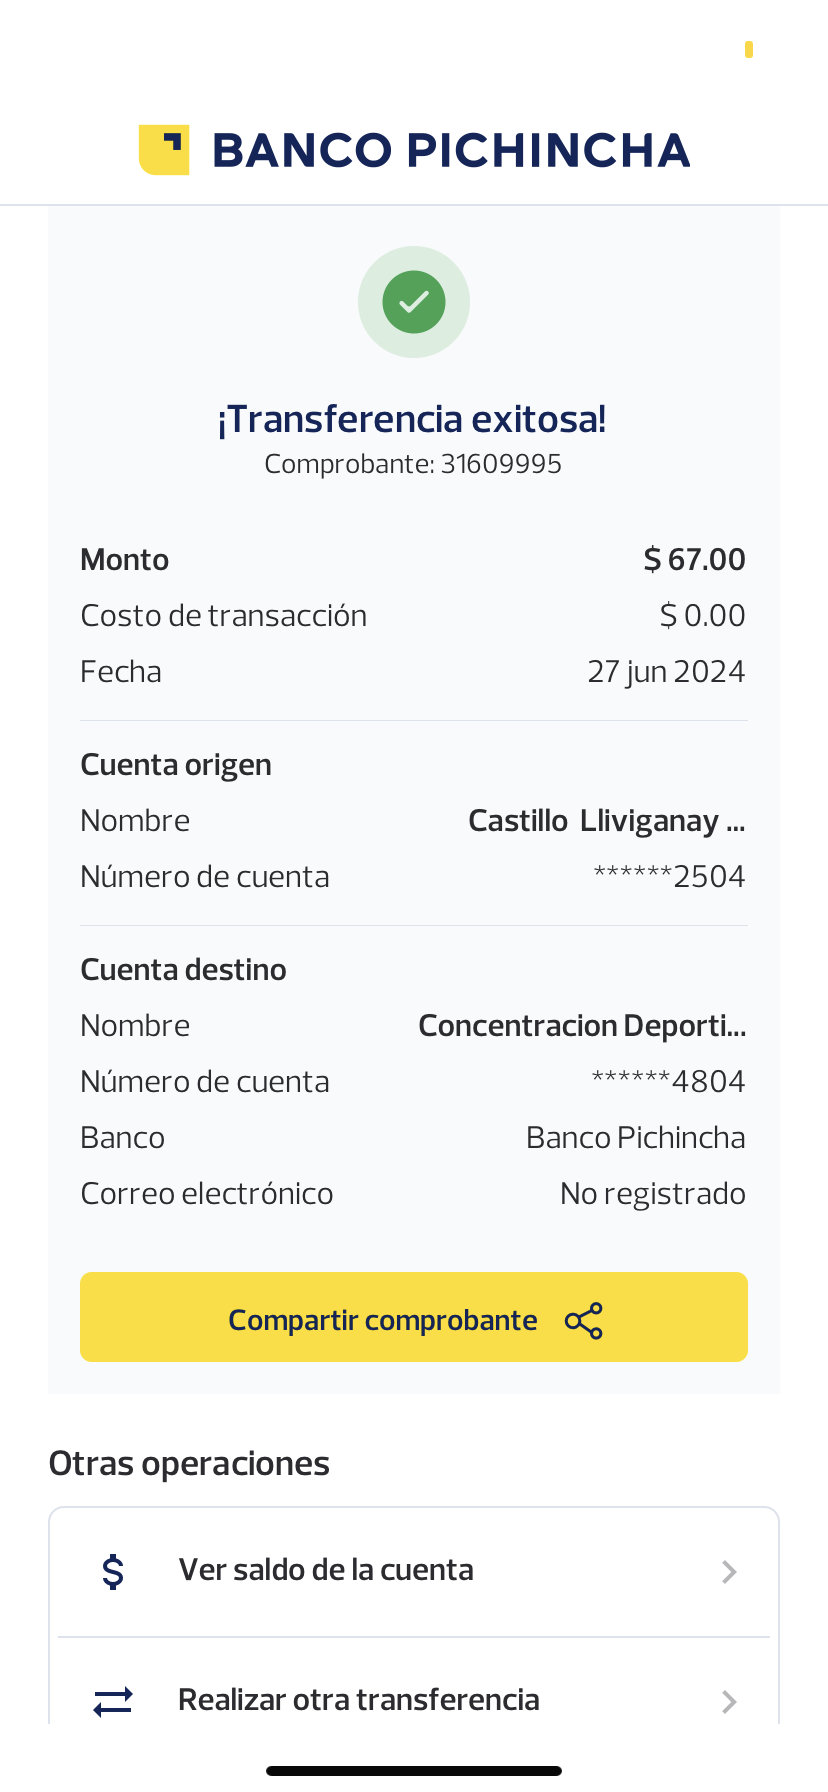 BANCO PICHINCHA
¡Transferencia exitosa!
Comprobante: 31609995
Monto $ 67.00
Costo de transacción $ 0.00
Fecha 27 jun 2024
Cuenta origen
Nombre Castillo Lliviganay ...
Número de cuenta ******2504
Cuenta destino
Nombre Concentracion Deporti...
Número de cuenta ******4804
Banco Banco Pichincha
Correo electrónico No registrado
Compartir comprobante
Otras operaciones
$ Ver saldo de la cuenta
Realizar otra transferencia